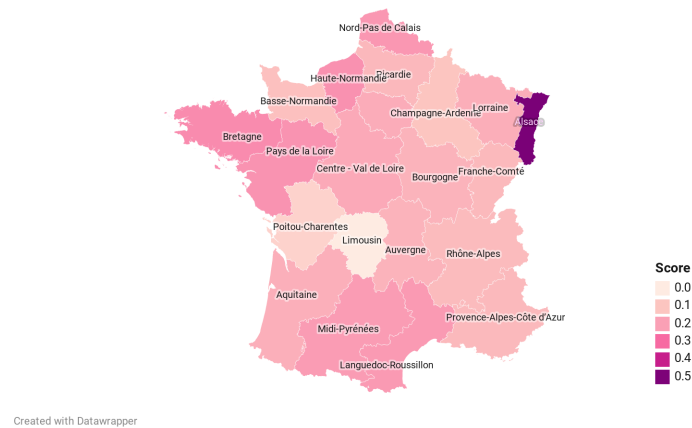 Nord-Pas de Calais
Haute-Normandie
Picardie
Basse-Normandie
Champagne-Ardenne
Lorraine
Alsace
Bretagne
Pays de la Loire
Centre - Val de Loire
Bourgogne
Franche-Comté
Poitou-Charentes
Limousin
Auvergne
Rhône-Alpes
Aquitaine
Midi-Pyrénées
Provence-Alpes-Côte d'Azur
Languedoc-Roussillon
Score
0.0
0.1
0.2
0.3
0.4
0.5
Created with Datawrapper